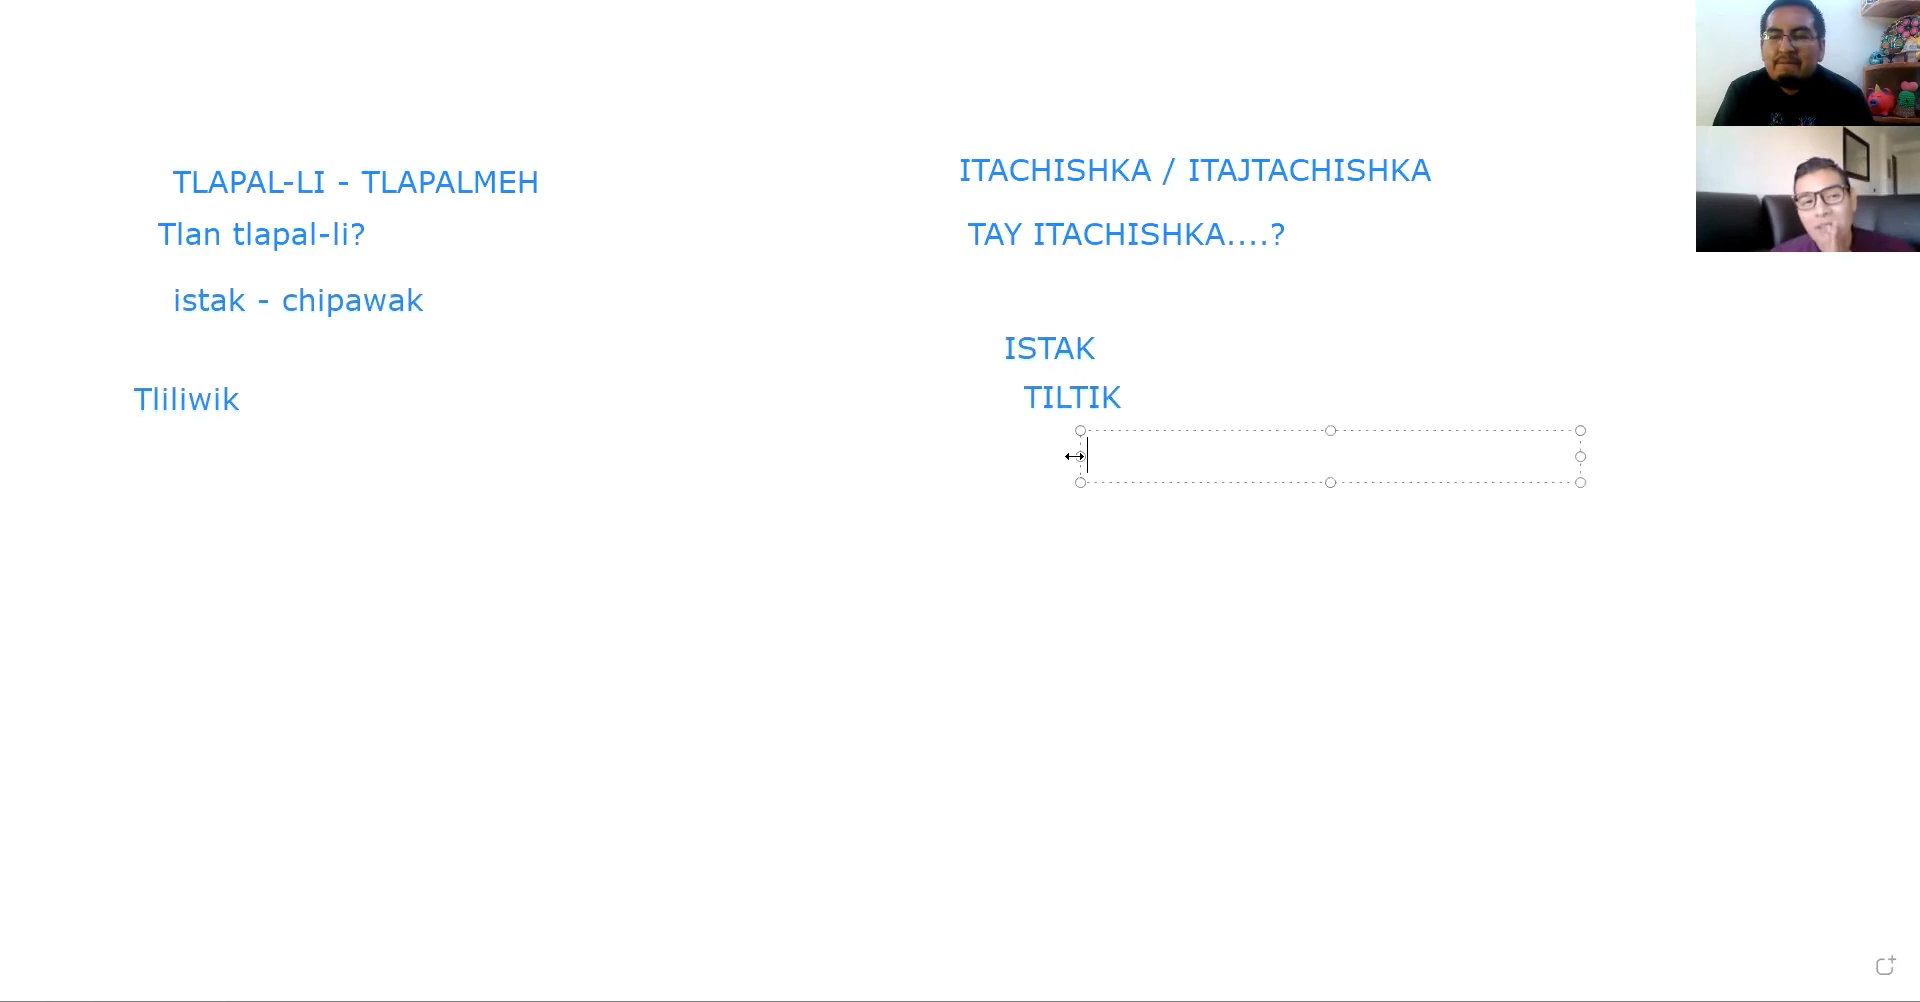 TLAPAL-LI - TLAPALMEH
Tlan tlapal-li?
istak - chipawak
Tliliwik
ITACHISHKA / ITAJTACHISHKA
TAY ITACHISHKA....?
ISTAK
TILTIK